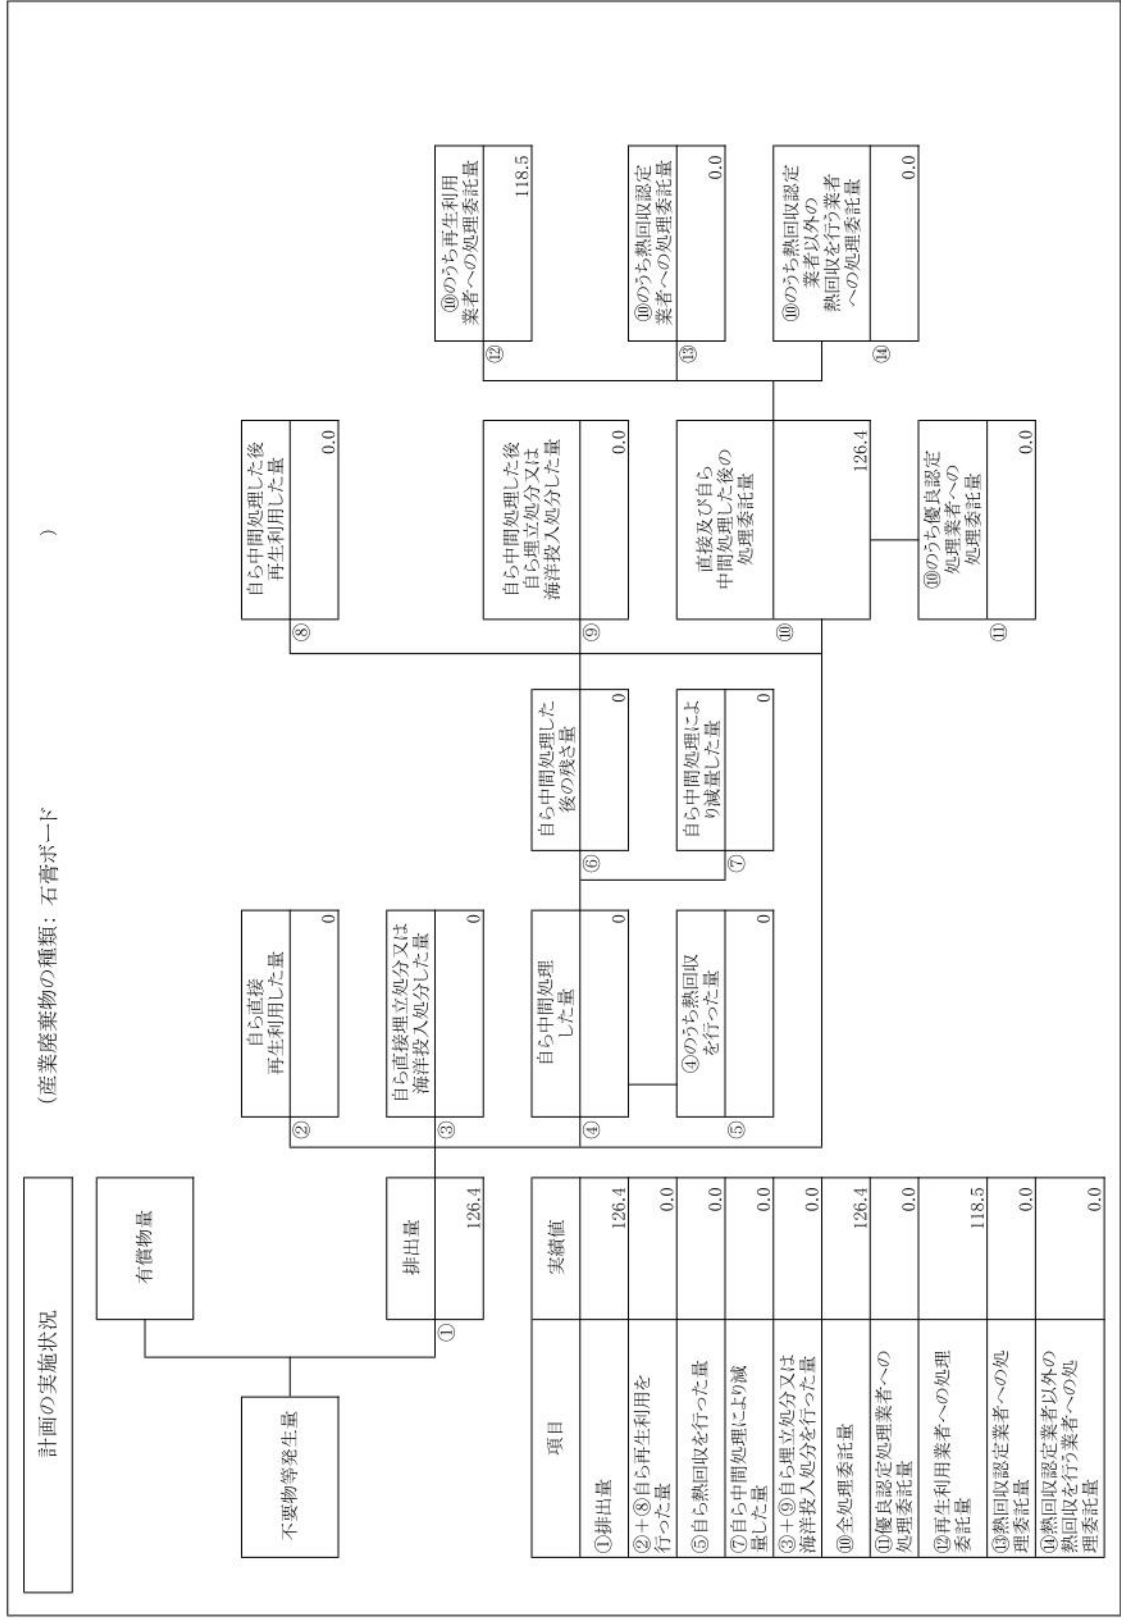 計画の実施状況
(産業廃棄物の種類: 石膏ボード
)
不要物等発生量
有償物量
①
排出量
126.4
②
自ら直接
再生利用した量
0
③
自ら直接埋立処分又は
海洋投入処分した量
0
④
自ら中間処理
した量
0
⑤
④のうち熱回収
を行った量
0
⑥
自ら中間処理した
後の残さ量
0
⑦
自ら中間処理によ
り減量した量
0
⑧
自ら中間処理した後
再生利用した量
0.0
⑨
自ら中間処理した後
自ら埋立処分又は
海洋投入処分した量
0.0
⑩
直接及び自ら
中間処理した後の
処理委託量
126.4
⑪
⑩のうち優良認定
処理業者への
処理委託量
0.0
⑫
⑩のうち再生利用
業者への処理委託量
118.5
⑬
⑩のうち熱回収認定
業者への処理委託量
0.0
⑭
⑩のうち熱回収認定
業者以外の
熱回収を行う業者
への処理委託量
0.0
項目
実績値
①排出量
126.4
②+⑧自ら再生利用を
行った量
0.0
⑤自ら熱回収を行った量
0.0
⑦自ら中間処理により減
量した量
0.0
③+⑨自ら埋立処分又は
海洋投入処分を行った量
0.0
⑩全処理委託量
126.4
⑪優良認定処理業者への
処理委託量
0.0
⑫再生利用業者への処理
委託量
118.5
⑬熱回収認定業者への処
理委託量
0.0
⑭熱回収認定業者以外の
熱回収を行う業者への処
理委託量
0.0